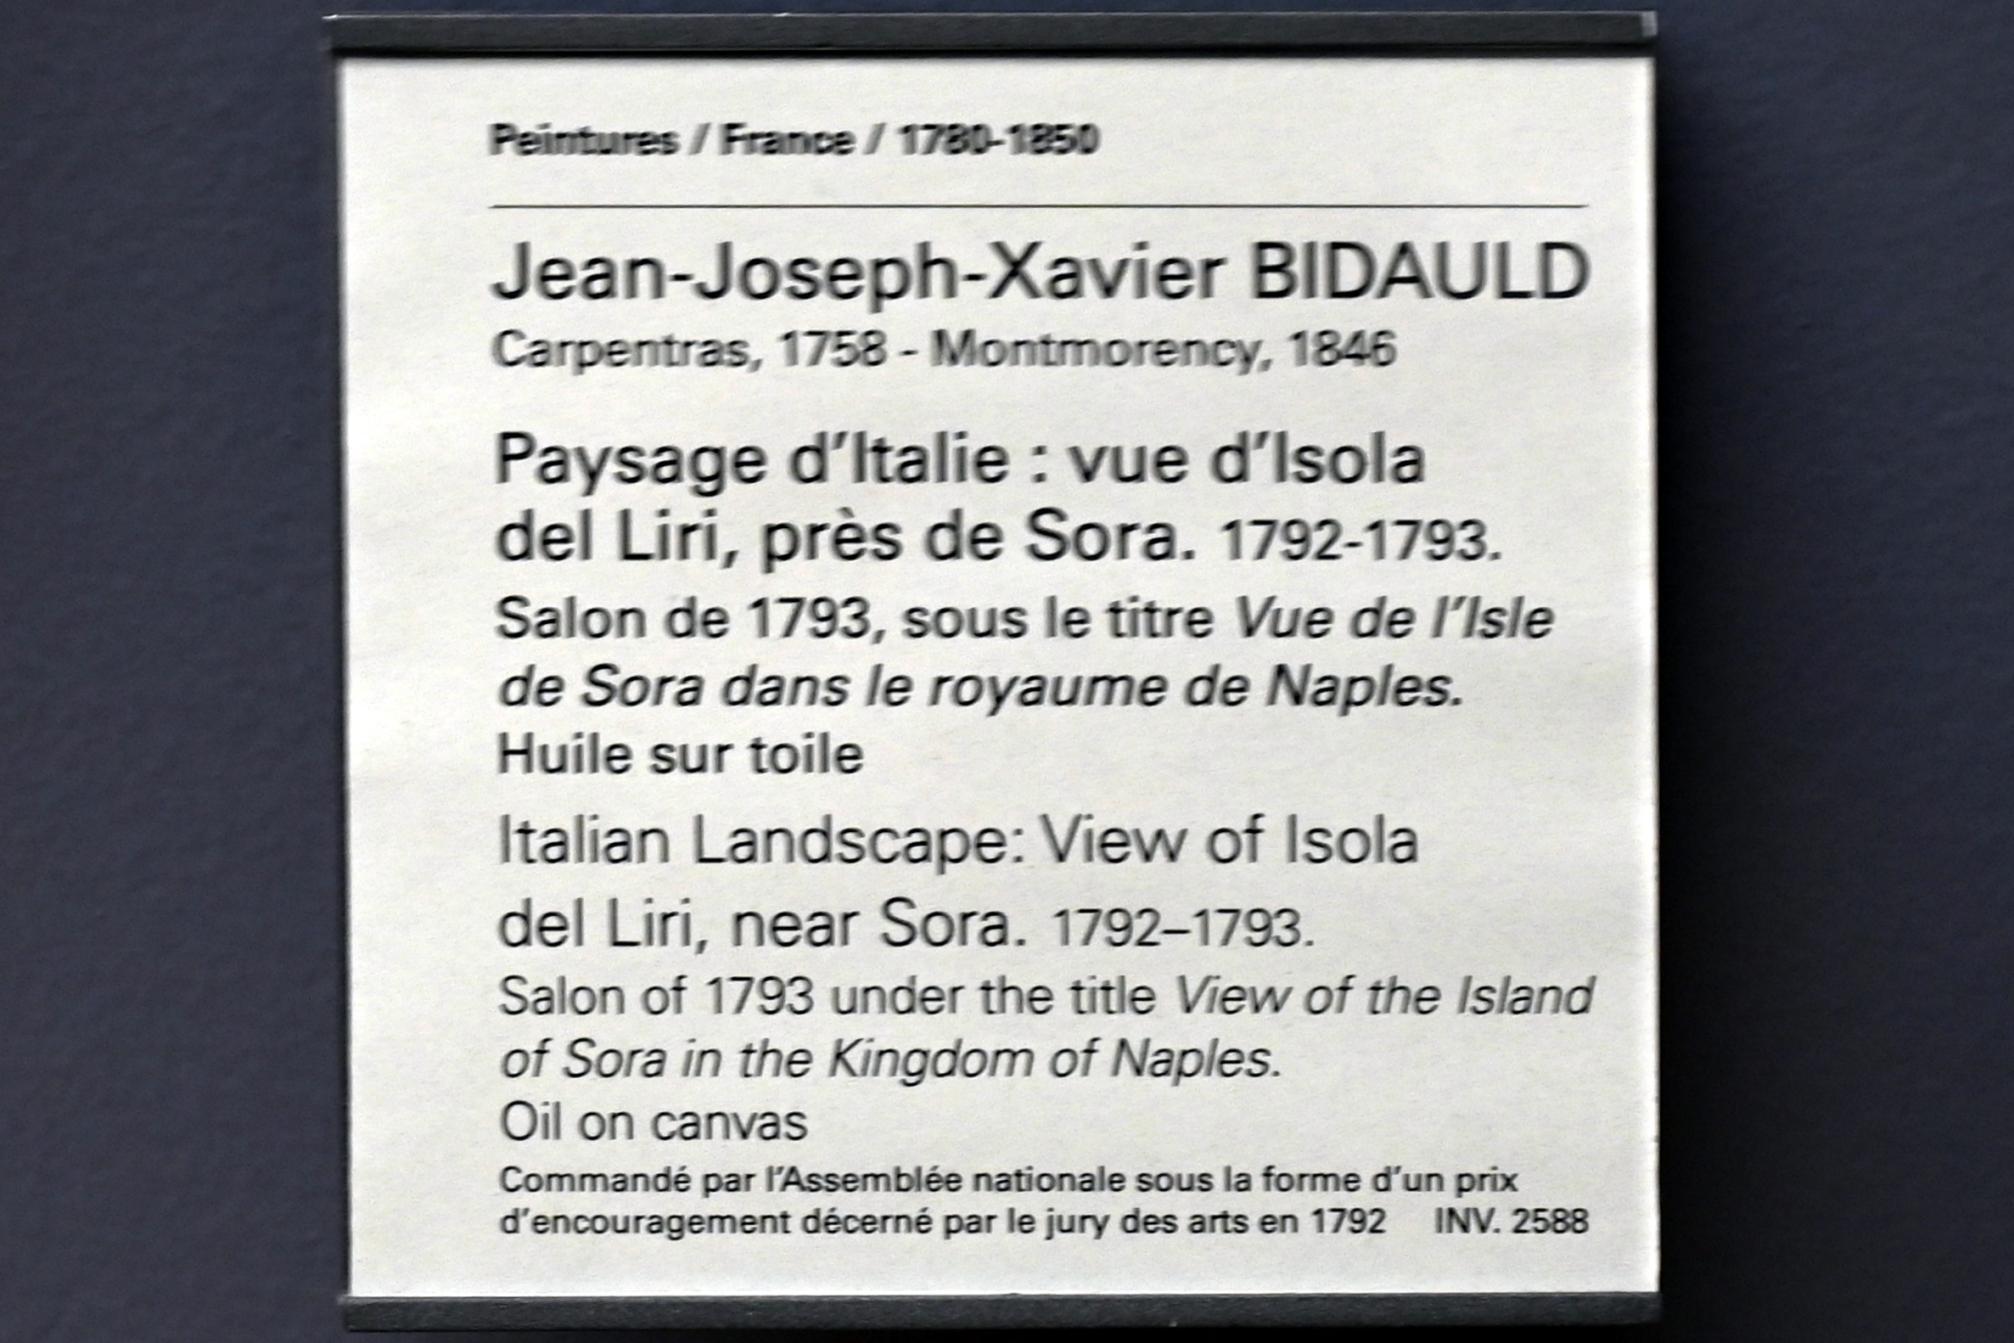 Peintures / France / 1780-1850
Jean-Joseph-Xavier BIDAULD
Carpentras, 1758 - Montmorency, 1846
Paysage d'Italie : vue d'Isola
del Liri, près de Sora. 1792-1793.
Salon de 1793, sous le titre Vue de l'Isle
de Sora dans le royaume de Naples.
Huile sur toile
Italian Landscape: View of Isola
del Liri, near Sora. 1792–1793.
Salon of 1793 under the title View of the Island
of Sora in the Kingdom of Naples.
Oil on canvas
Commandé par l'Assemblée nationale sous la forme d'un prix
d'encouragement décerné par le jury des arts en 1792 INV. 2588